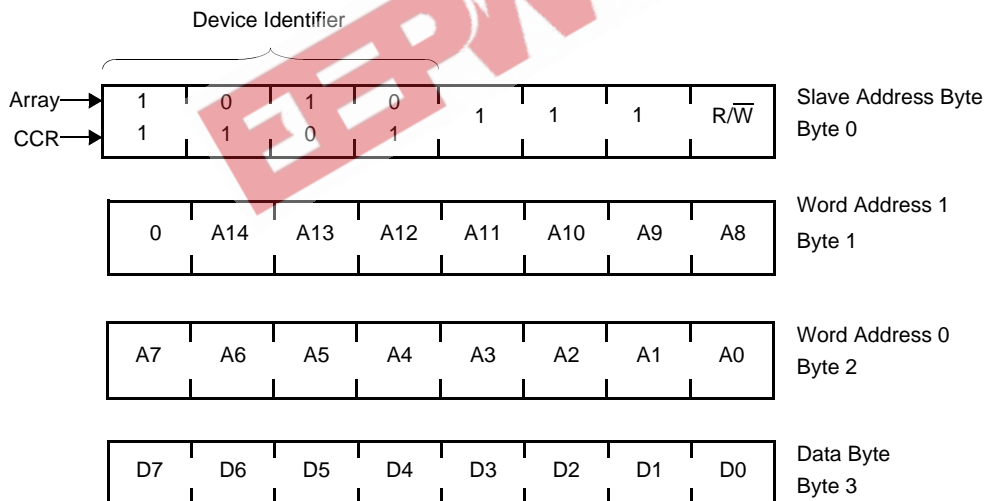 Device Identifier
Array 1 0 1 0 1 1 1 R/W̅ Slave Address Byte
CCR 1 1 0 1 Byte 0
Word Address 1
0 A14 A13 A12 A11 A10 A9 A8 Byte 1
Word Address 0
A7 A6 A5 A4 A3 A2 A1 A0 Byte 2
Data Byte
D7 D6 D5 D4 D3 D2 D1 D0 Byte 3
EEPW